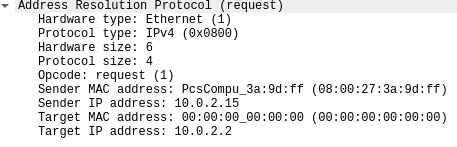 Address Resolution Protocol (request)
Hardware type: Ethernet (1)
Protocol type: IPv4 (0x0800)
Hardware size: 6
Protocol size: 4
Opcode: request (1)
Sender MAC address: PcsCompu_3a:9d:ff (08:00:27:3a:9d:ff)
Sender IP address: 10.0.2.15
Target MAC address: 00:00:00_00:00:00 (00:00:00:00:00:00)
Target IP address: 10.0.2.2